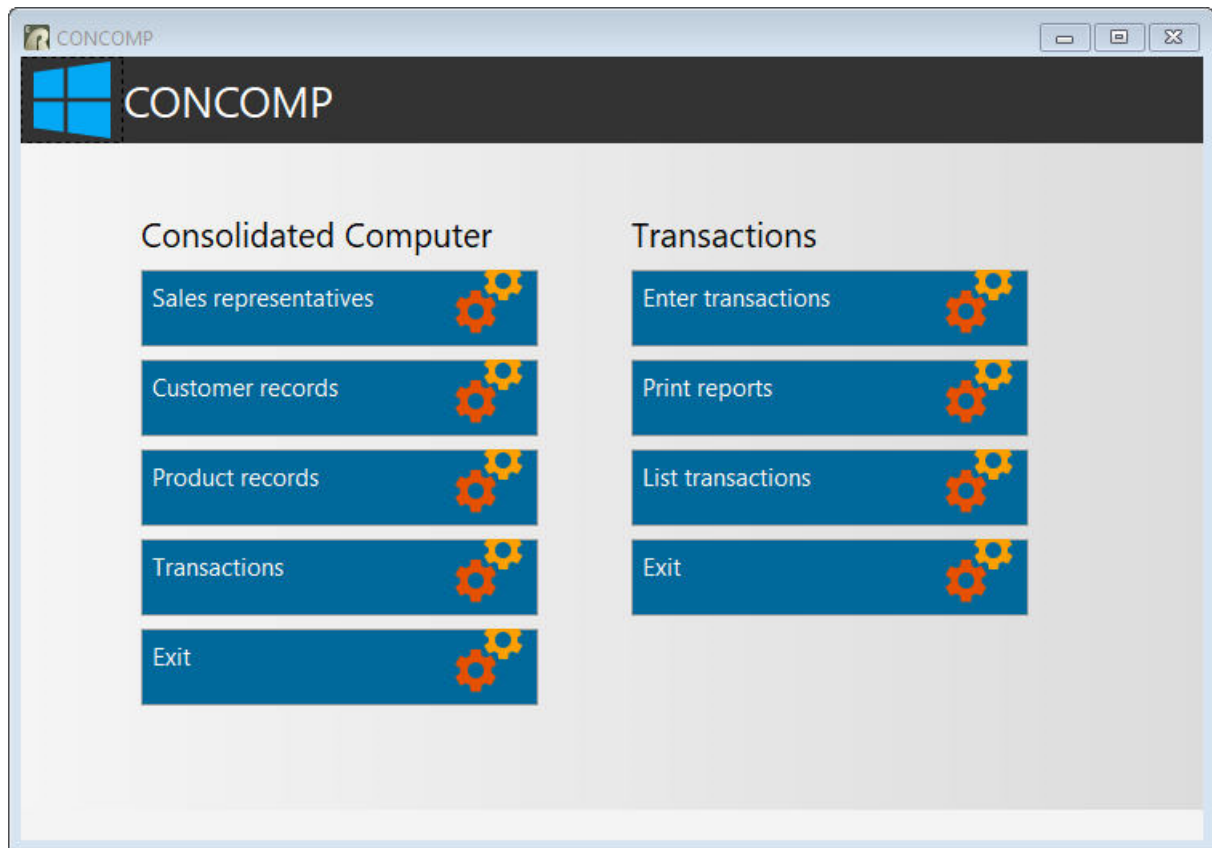 CONCOMP
CONCOMP
Consolidated Computer
Sales representatives
Customer records
Product records
Transactions
Exit
Transactions
Enter transactions
Print reports
List transactions
Exit